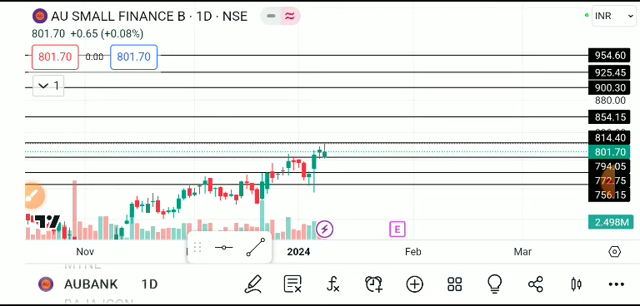 AU SMALL FINANCE B · 1D · NSE
INR
801.70 +0.65 (+0.08%)
801.70 0.00 801.70
1
954.60
925.45
900.30
880.00
854.15
814.40
801.70
794.05
772.75
756.15
2.498M
E
Nov 2024 Feb Mar
AUBANK 1D